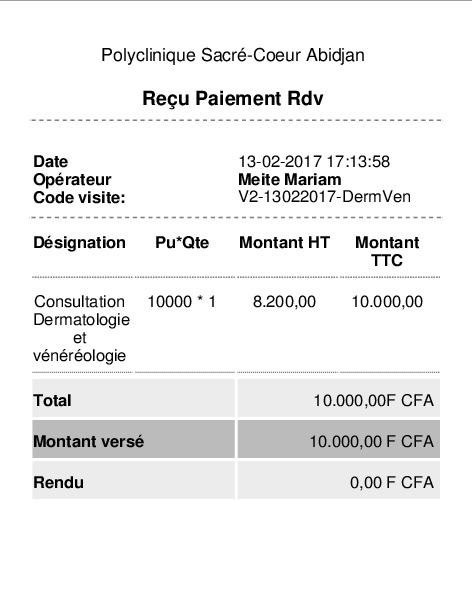 Polyclinique Sacré-Coeur Abidjan
Reçu Paiement Rdv
Date 13-02-2017 17:13:58
Opérateur Meite Mariam
Code visite: V2-13022017-DermVen
Désignation Pu*Qte Montant HT Montant
TTC
Consultation 10000 * 1 8.200,00 10.000,00
Dermatologie
et
vénéréologie
Total 10.000,00F CFA
Montant versé 10.000,00 F CFA
Rendu 0,00 F CFA